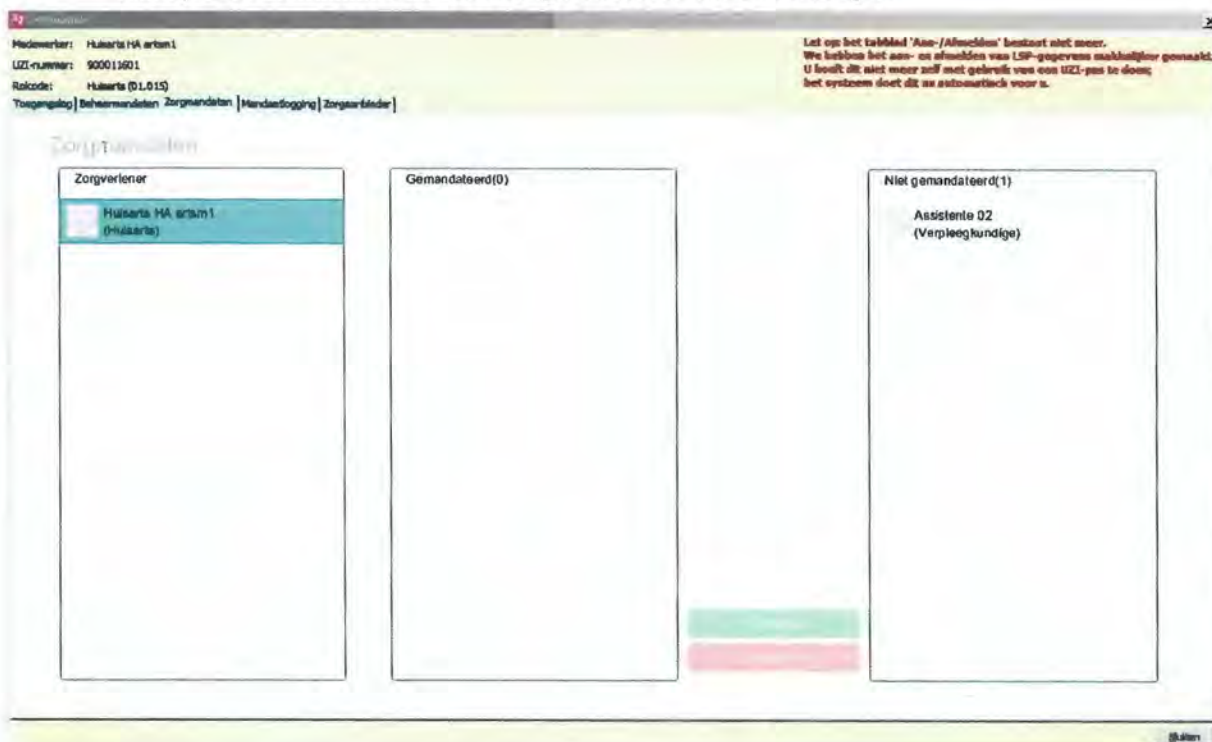 Medewerker: Huisarts HA artsm1
UZI-nummer: 900011601
Rolcode: Huisarts (01.015)
Let op: het tabblad 'Aan-/Afmelden' bestaat niet meer.
We hebben het aan- en afmelden van LSP-gegevens makkelijker gemaakt.
U hoeft dit niet meer zelf met gebruik van een UZI-pas te doen;
het systeem doet dit nu automatisch voor u.
Toegangslog Beheermandaten Zorgmandaten Mandaatlogging Zorgaanbieder
Zorgmandaten
Zorgverlener
Gemandateerd(0)
Niet gemandateerd(1)
Huisarts HA artsm1
(Huisarts)
Assistente 02
(Verpleegkundige)
Sluiten